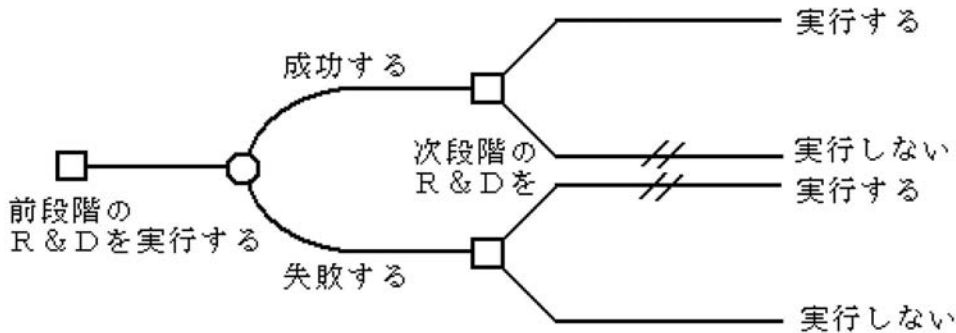 実行する
成功する
次段階の
R&Dを
実行しない
実行する
前段階の
R&Dを実行する
失敗する
実行しない